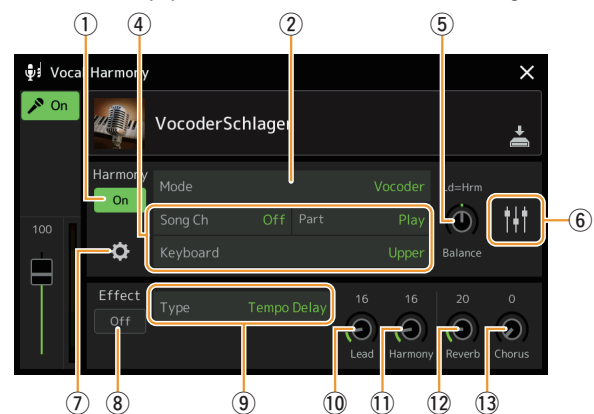 ① ④ ② ⑤
Vocal Harmony
On
VocoderSchlager
Harmony
On
Mode Vocoder
Ld=Hrm
Song Ch Off Part Play
Keyboard Upper
Balance
⑥
100
Effect
Off
Type Tempo Delay
16 16 20 0
Lead Harmony Reverb Chorus
⑦ ⑧ ⑨ ⑩ ⑪ ⑫ ⑬